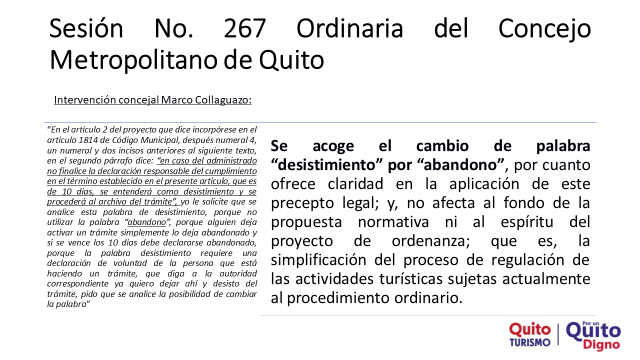 Sesión No. 267 Ordinaria del Concejo
Metropolitano de Quito
Intervención concejal Marco Collaguazo:
“En el artículo 2 del proyecto que dice incorpórese en el
artículo 1814 de Código Municipal, después numeral 4,
un numeral y dos incisos anteriores al siguiente texto,
en el segundo párrafo dice: “en caso del administrado
no finalice la declaración responsable del cumplimiento
en el término establecido en el presente artículo, que es
de 10 días, se entenderá como desistimiento y se
procederá al archivo del trámite”, yo le solicite que se
analice esta palabra de desistimiento, porque no
utilizar la palabra “abandono”, porque alguien deja
activar un trámite simplemente lo deja abandonado y
si se vence los 10 días debe declararse abandonado,
porque la palabra desistimiento requiere una
declaración de voluntad de la persona que está
haciendo un trámite, que diga a la autoridad
correspondiente ya quiero dejar ahí y desisto del
trámite, pido que se analice la posibilidad de cambiar
la palabra”
Se acoge el cambio de palabra
“desistimiento” por “abandono”, por cuanto
ofrece claridad en la aplicación de este
precepto legal; y, no afecta al fondo de la
propuesta normativa ni al espíritu del
proyecto de ordenanza; que es, la
simplificación del proceso de regulación de
las actividades turísticas sujetas actualmente
al procedimiento ordinario.
Quito
TURISMO
Por un
Quito
Digno